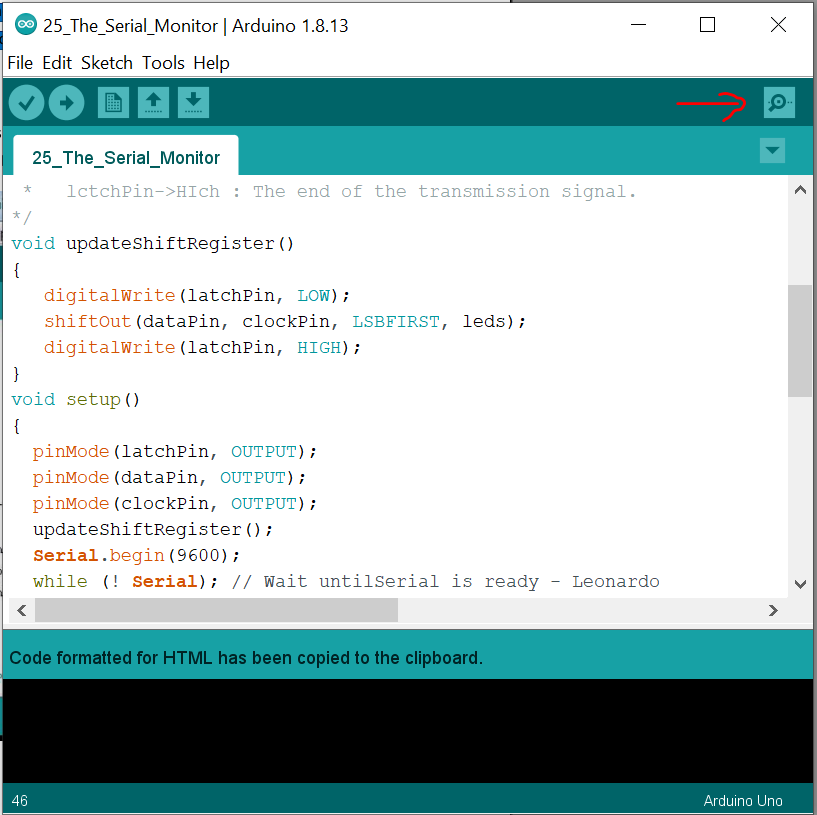 25_The_Serial_Monitor | Arduino 1.8.13
File Edit Sketch Tools Help
25_The_Serial_Monitor
*   lctchPin->HIch : The end of the transmission signal.
*/
void updateShiftRegister()
{
digitalWrite(latchPin, LOW);
shiftOut(dataPin, clockPin, LSBFIRST, leds);
digitalWrite(latchPin, HIGH);
}
void setup()
{
pinMode(latchPin, OUTPUT);
pinMode(dataPin, OUTPUT);
pinMode(clockPin, OUTPUT);
updateShiftRegister();
Serial.begin(9600);
while (! Serial); // Wait untilSerial is ready - Leonardo
Code formatted for HTML has been copied to the clipboard.
46
Arduino Uno